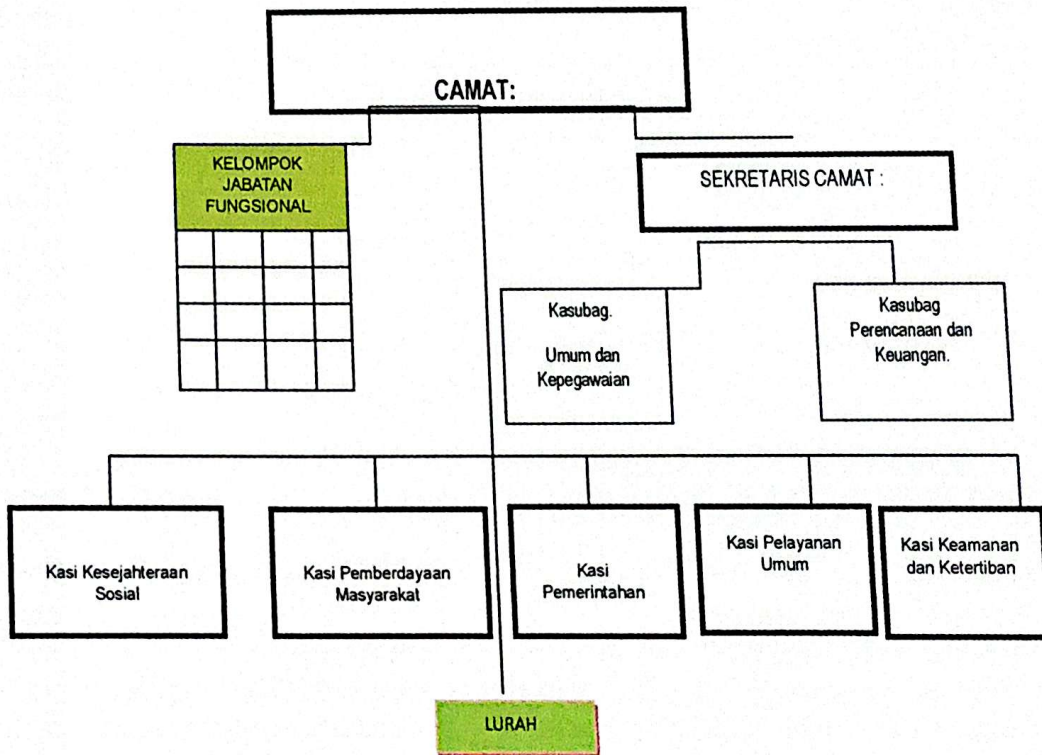 CAMAT:
KELOMPOK
JABATAN
FUNGSIONAL
SEKRETARIS CAMAT :
Kasubag.
Umum dan
Kepegawaian
Kasubag
Perencanaan dan
Keuangan.
Kasi Kesejahteraan
Sosial
Kasi Pemberdayaan
Masyarakat
Kasi
Pemerintahan
Kasi Pelayanan
Umum
Kasi Keamanan
dan Ketertiban
LURAH